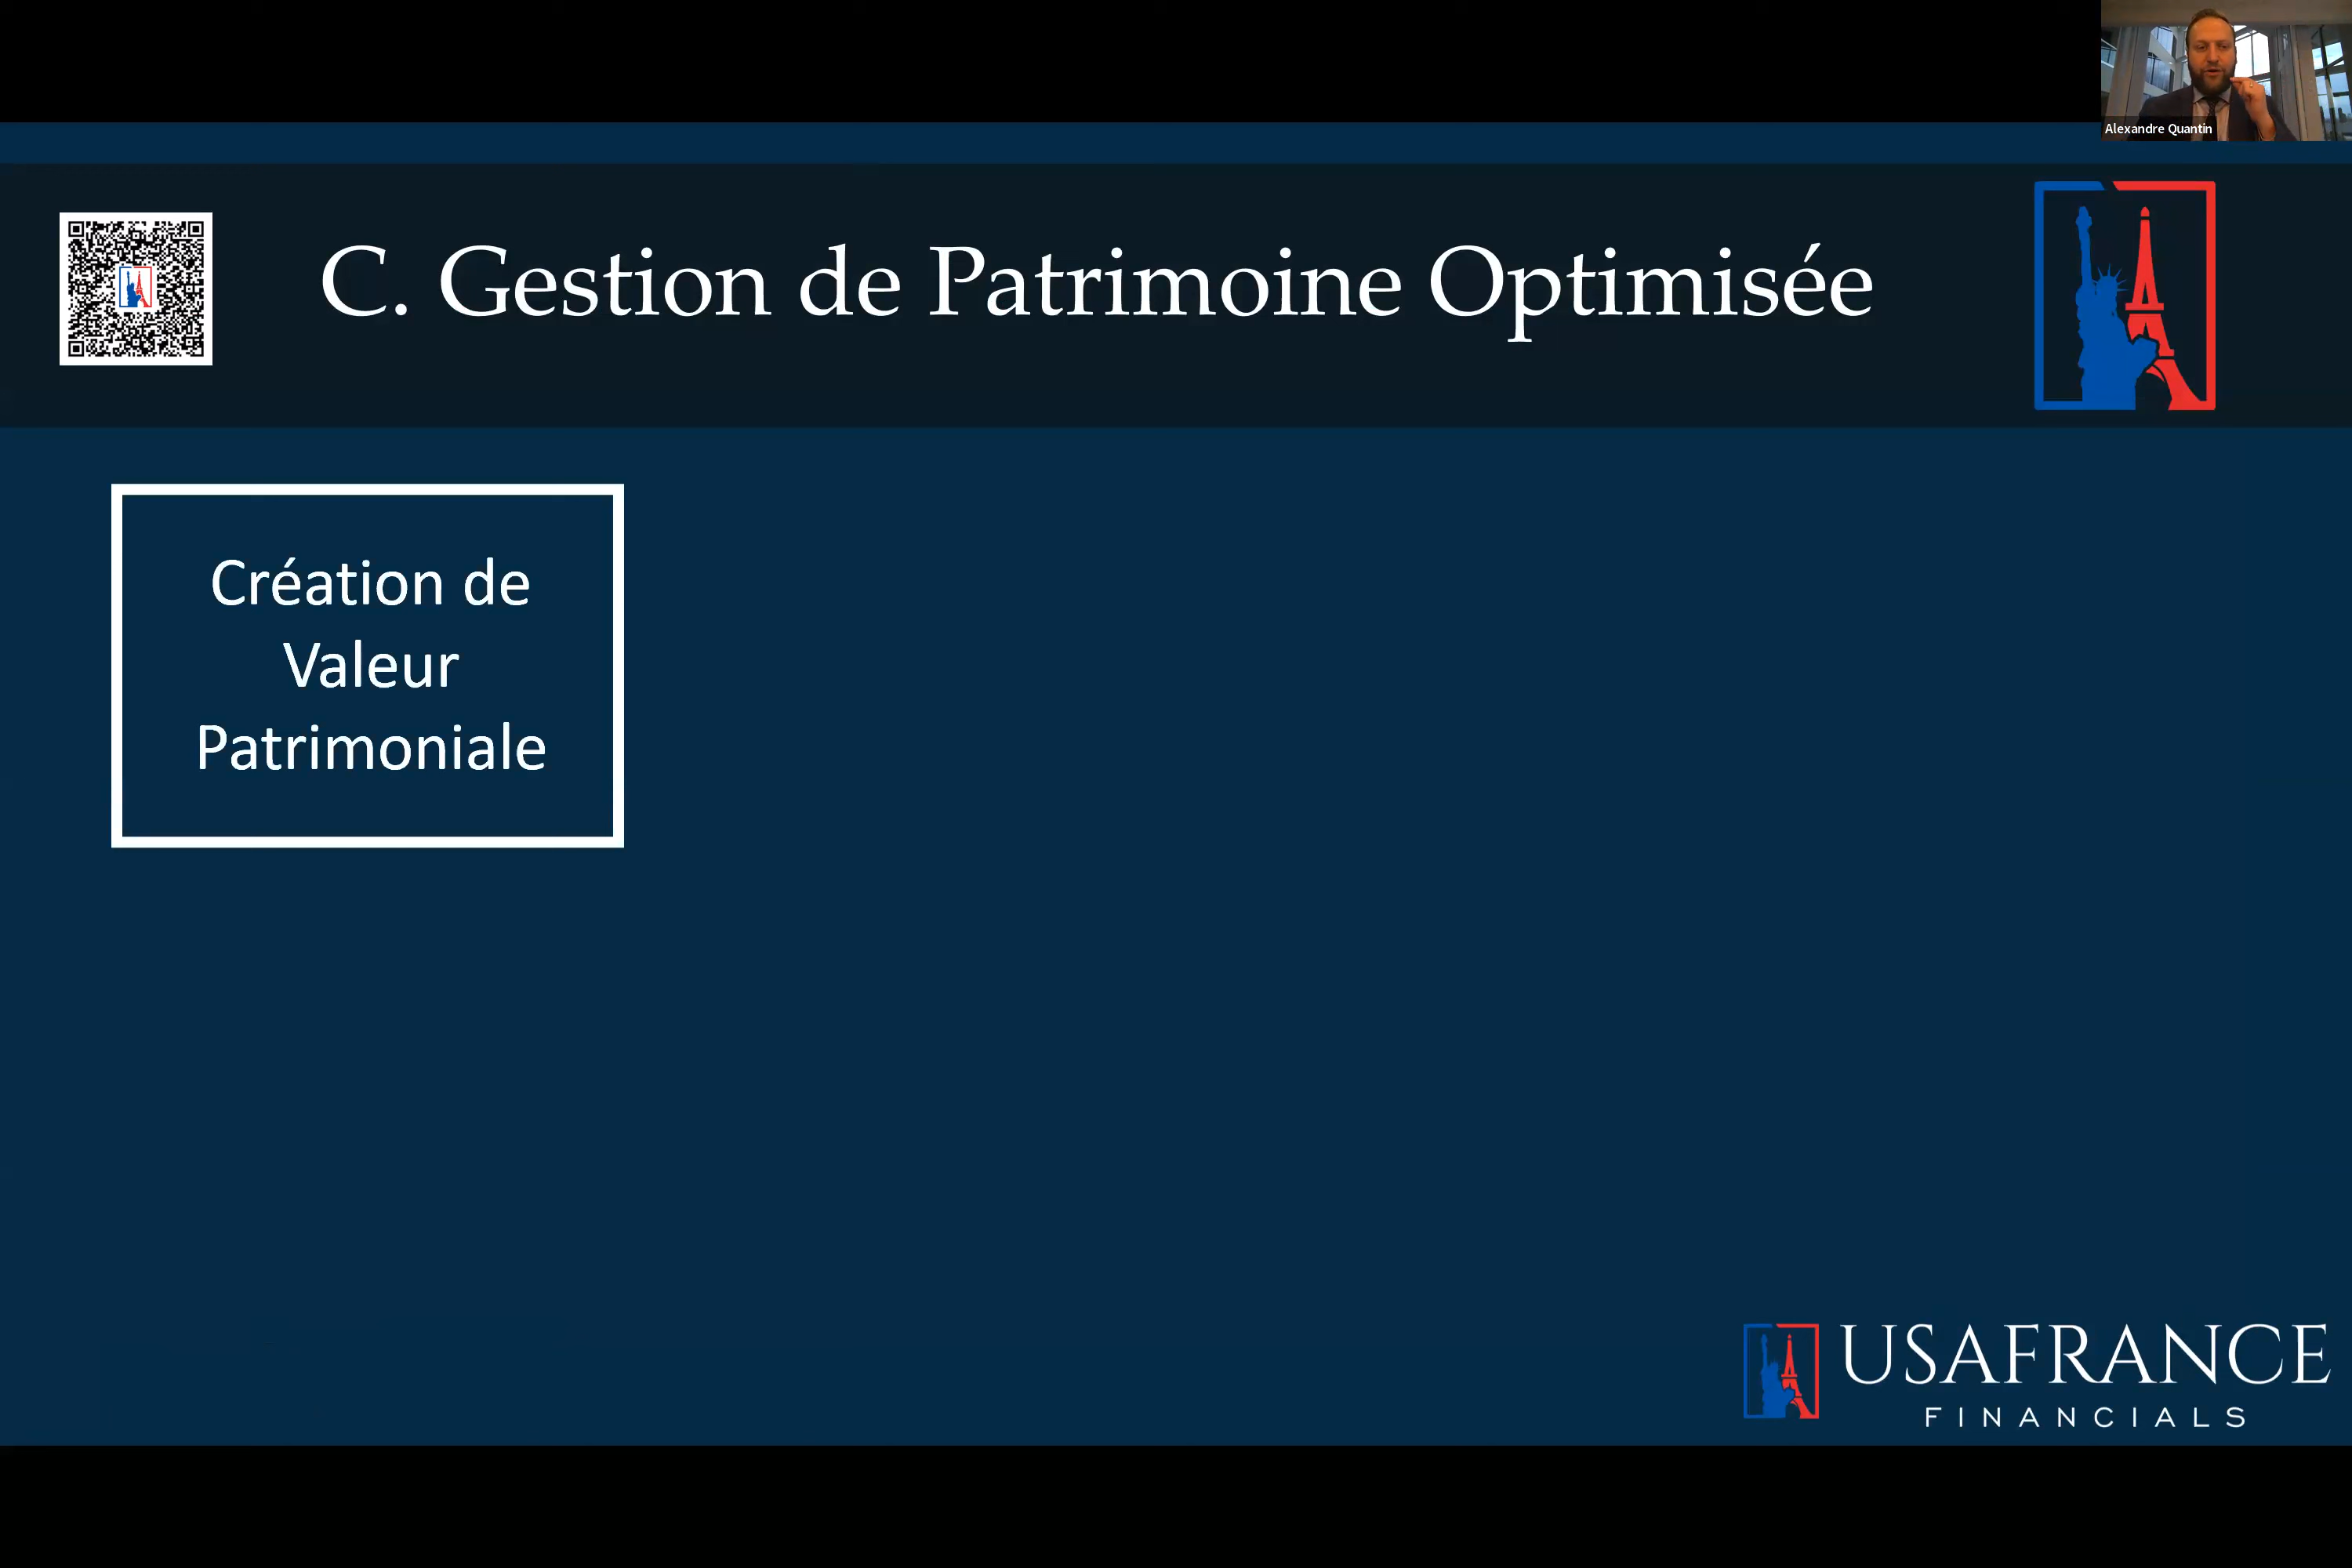 Alexandre Quantin
C. Gestion de Patrimoine Optimisée
Création de
Valeur
Patrimoniale
USAFRANCE
FINANCIALS